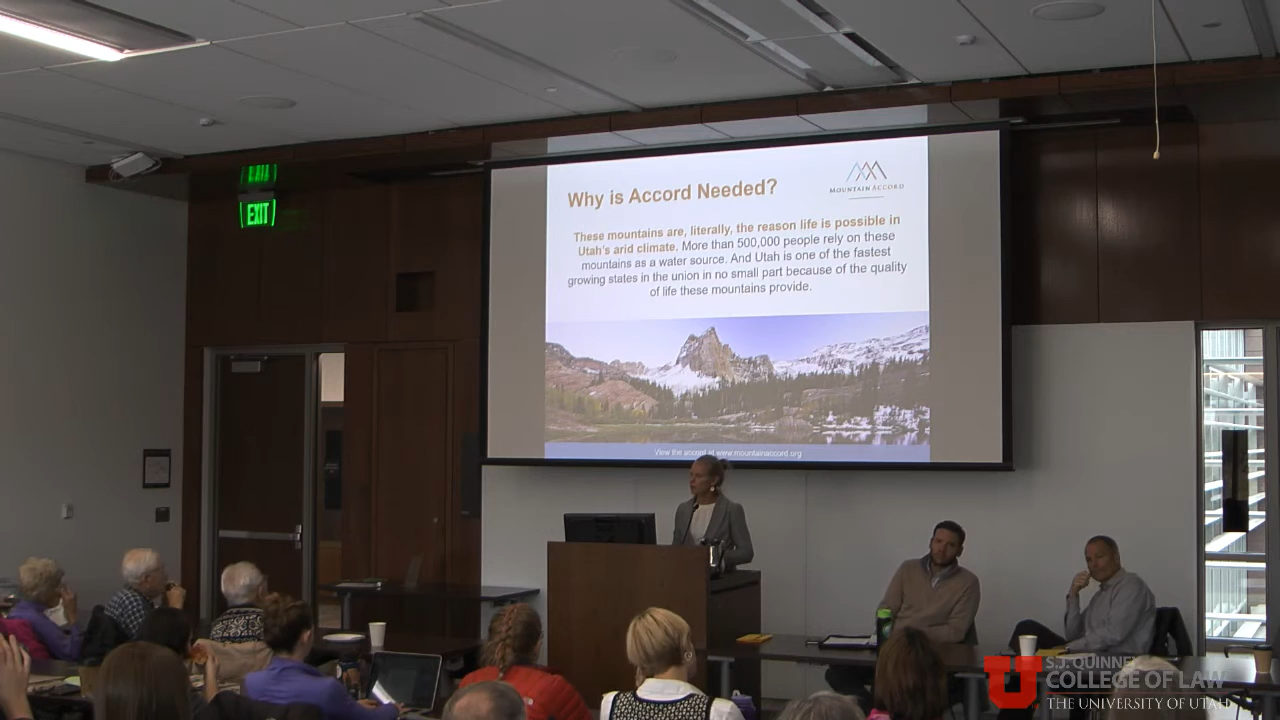 EXIT
EXIT
Why is Accord Needed?
MOUNTAIN ACCORD
These mountains are, literally, the reason life is possible in
Utah's arid climate. More than 500,000 people rely on these
mountains as a water source. And Utah is one of the fastest
growing states in the union in no small part because of the quality
of life these mountains provide.
View the accord at www.mountainaccord.org
U
S.J. QUINNEY
COLLEGE OF LAW
THE UNIVERSITY OF UTAH